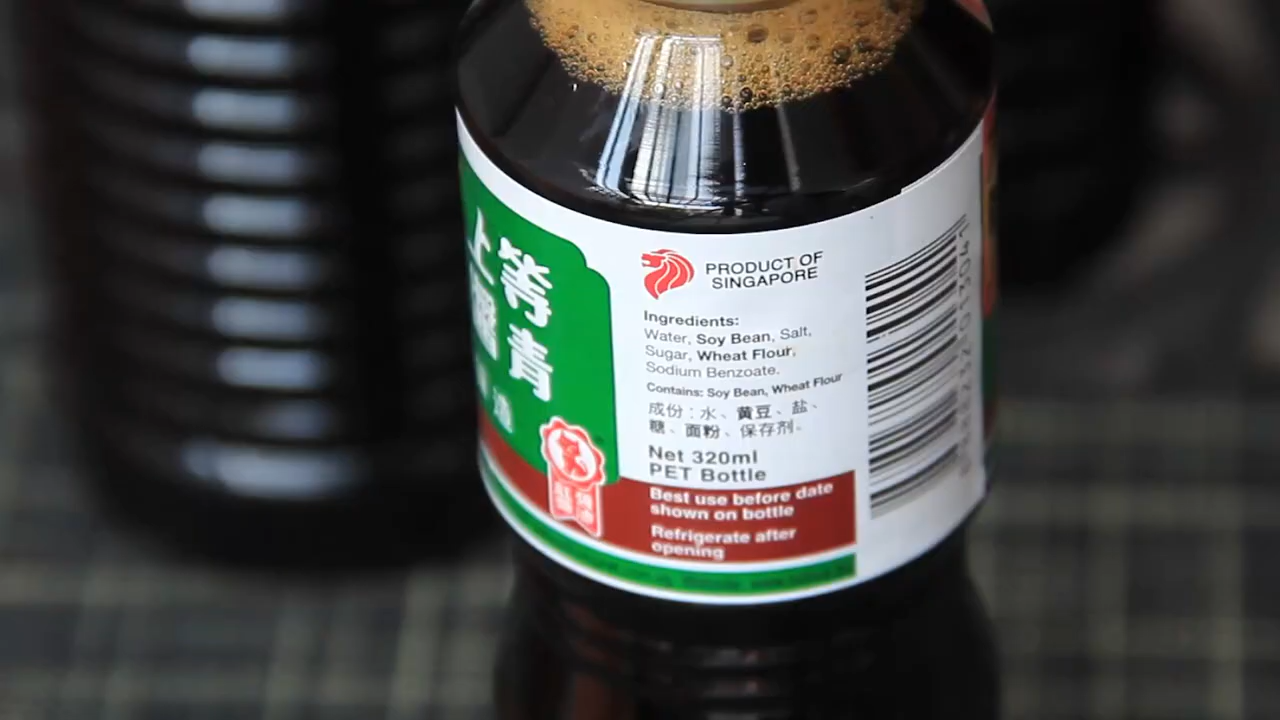 上等
醬青
PRODUCT OF
SINGAPORE
Ingredients:
Water, Soy Bean, Salt,
Sugar, Wheat Flour,
Sodium Benzoate.
Contains: Soy Bean, Wheat Flour
成份：水、黄豆、盐、
糖、面粉、保存剂。
Net 320ml
PET Bottle
Best use before date
shown on bottle
Refrigerate after
opening